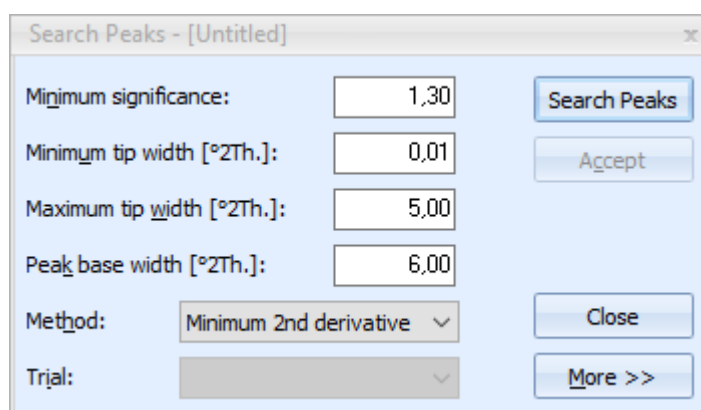 Search Peaks - [Untitled] x
Minimum significance: 1,30 Search Peaks
Minimum tip width [°2Th.]: 0,01 Accept
Maximum tip width [°2Th.]: 5,00
Peak base width [°2Th.]: 6,00
Method: Minimum 2nd derivative Close
Trial: More >>